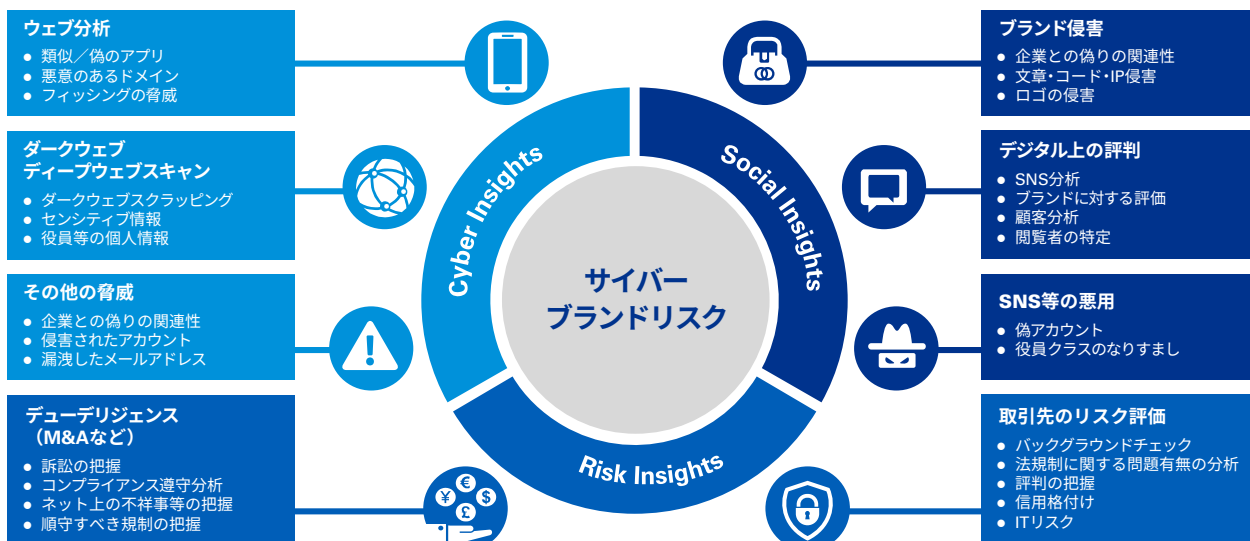 ウェブ分析
● 類似／偽のアプリ
● 悪意のあるドメイン
● フィッシングの脅威
ダークウェブ
ディープウェブスキャン
● ダークウェブスクラッピング
● センシティブ情報
● 役員等の個人情報
その他の脅威
● 企業との偽りの関連性
● 侵害されたアカウント
● 漏洩したメールアドレス
デューデリジェンス
（M&Aなど）
● 訴訟の把握
● コンプライアンス遵守分析
● ネット上の不祥事等の把握
● 順守すべき規制の把握
Cyber Insights
Social Insights
Risk Insights
サイバー
ブランドリスク
¥
€
$
£
ブランド侵害
● 企業との偽りの関連性
● 文章・コード・IP侵害
● ロゴの侵害
デジタル上の評判
● SNS分析
● ブランドに対する評価
● 顧客分析
● 閲覧者の特定
SNS等の悪用
● 偽アカウント
● 役員クラスのなりすまし
取引先のリスク評価
● バックグラウンドチェック
● 法規制に関する問題有無の分析
● 評判の把握
● 信用格付け
● ITリスク